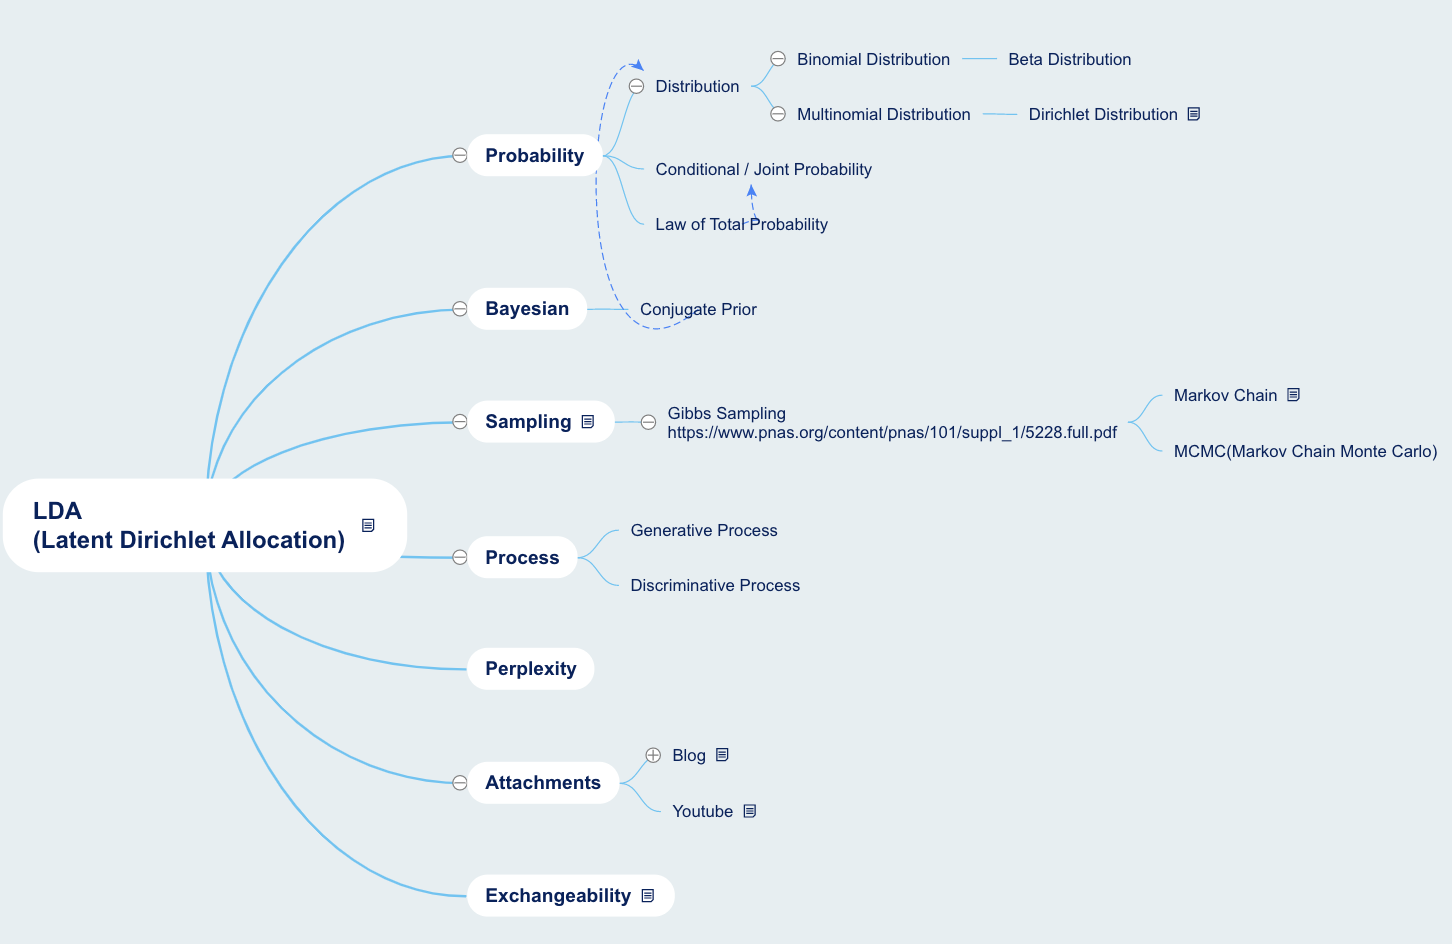 LDA
(Latent Dirichlet Allocation)
Probability
Distribution
Binomial Distribution
Beta Distribution
Multinomial Distribution
Dirichlet Distribution
Conditional / Joint Probability
Law of Total Probability
Bayesian
Conjugate Prior
Sampling
Gibbs Sampling
https://www.pnas.org/content/pnas/101/suppl_1/5228.full.pdf
Markov Chain
MCMC(Markov Chain Monte Carlo)
Process
Generative Process
Discriminative Process
Perplexity
Attachments
Blog
Youtube
Exchangeability